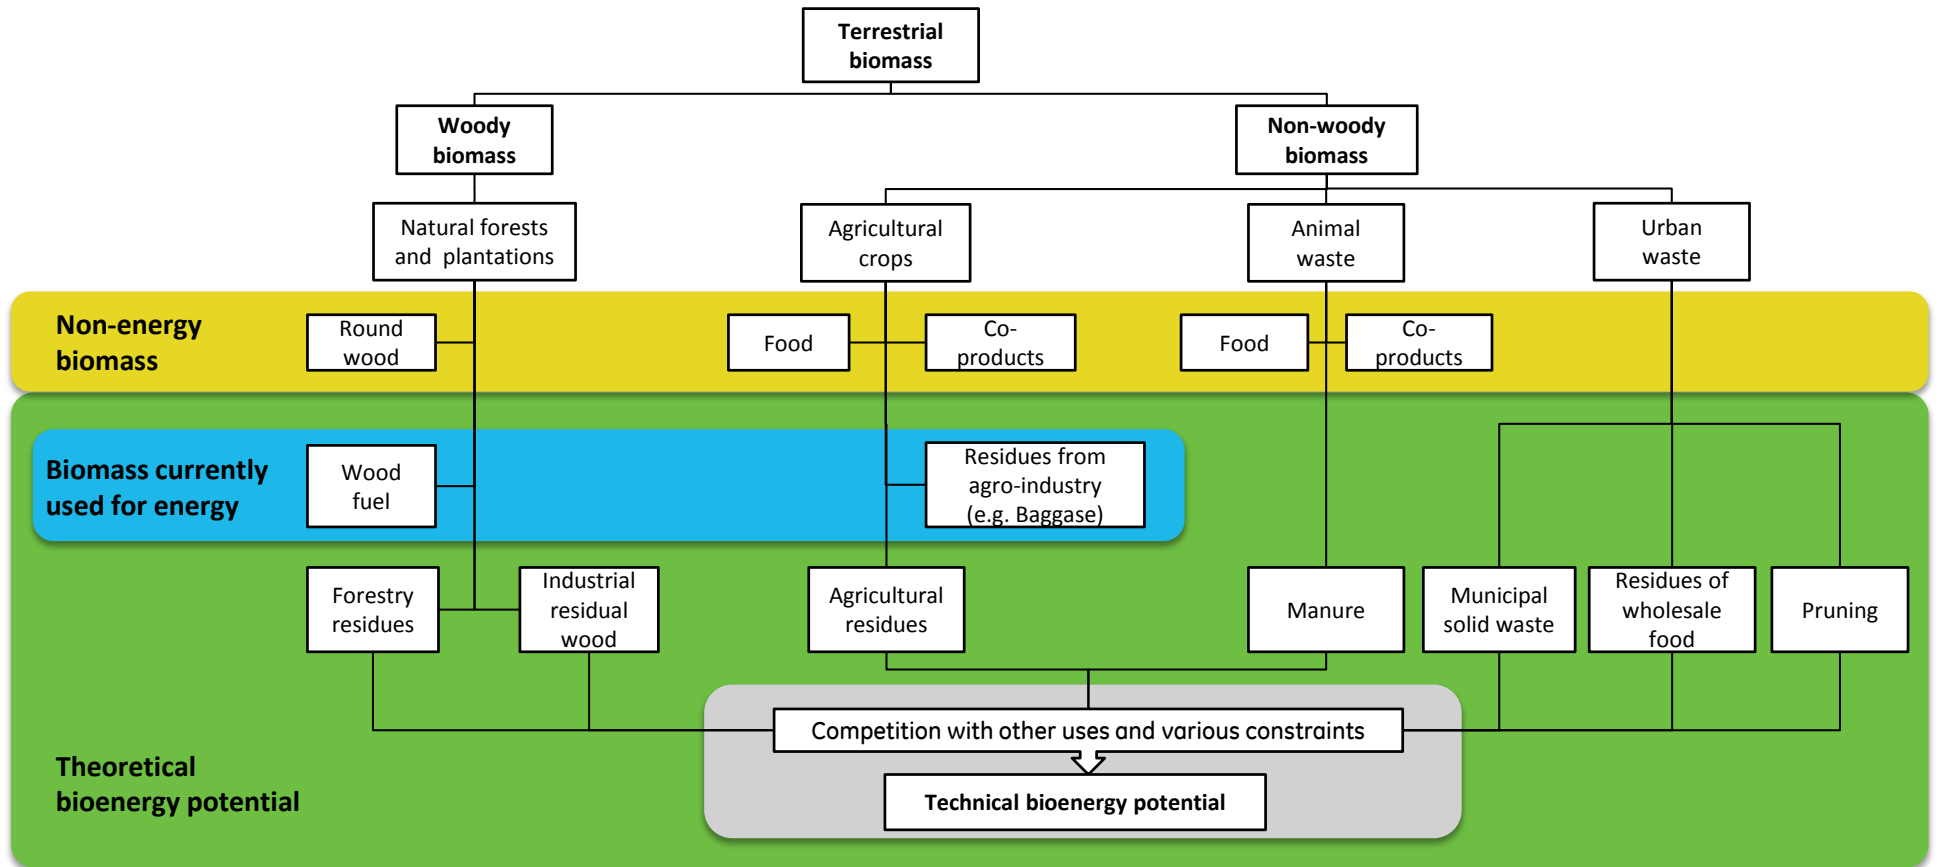 Terrestrial
biomass
Woody
biomass
Non-woody
biomass
Natural forests
and plantations
Agricultural
crops
Animal
waste
Urban
waste
Non-energy
biomass
Round
wood
Food
Co-
products
Food
Co-
products
Biomass currently
used for energy
Wood
fuel
Residues from
agro-industry
(e.g. Baggase)
Forestry
residues
Industrial
residual
wood
Agricultural
residues
Manure
Municipal
solid waste
Residues of
wholesale
food
Pruning
Competition with other uses and various constraints
Theoretical
bioenergy potential
Technical bioenergy potential